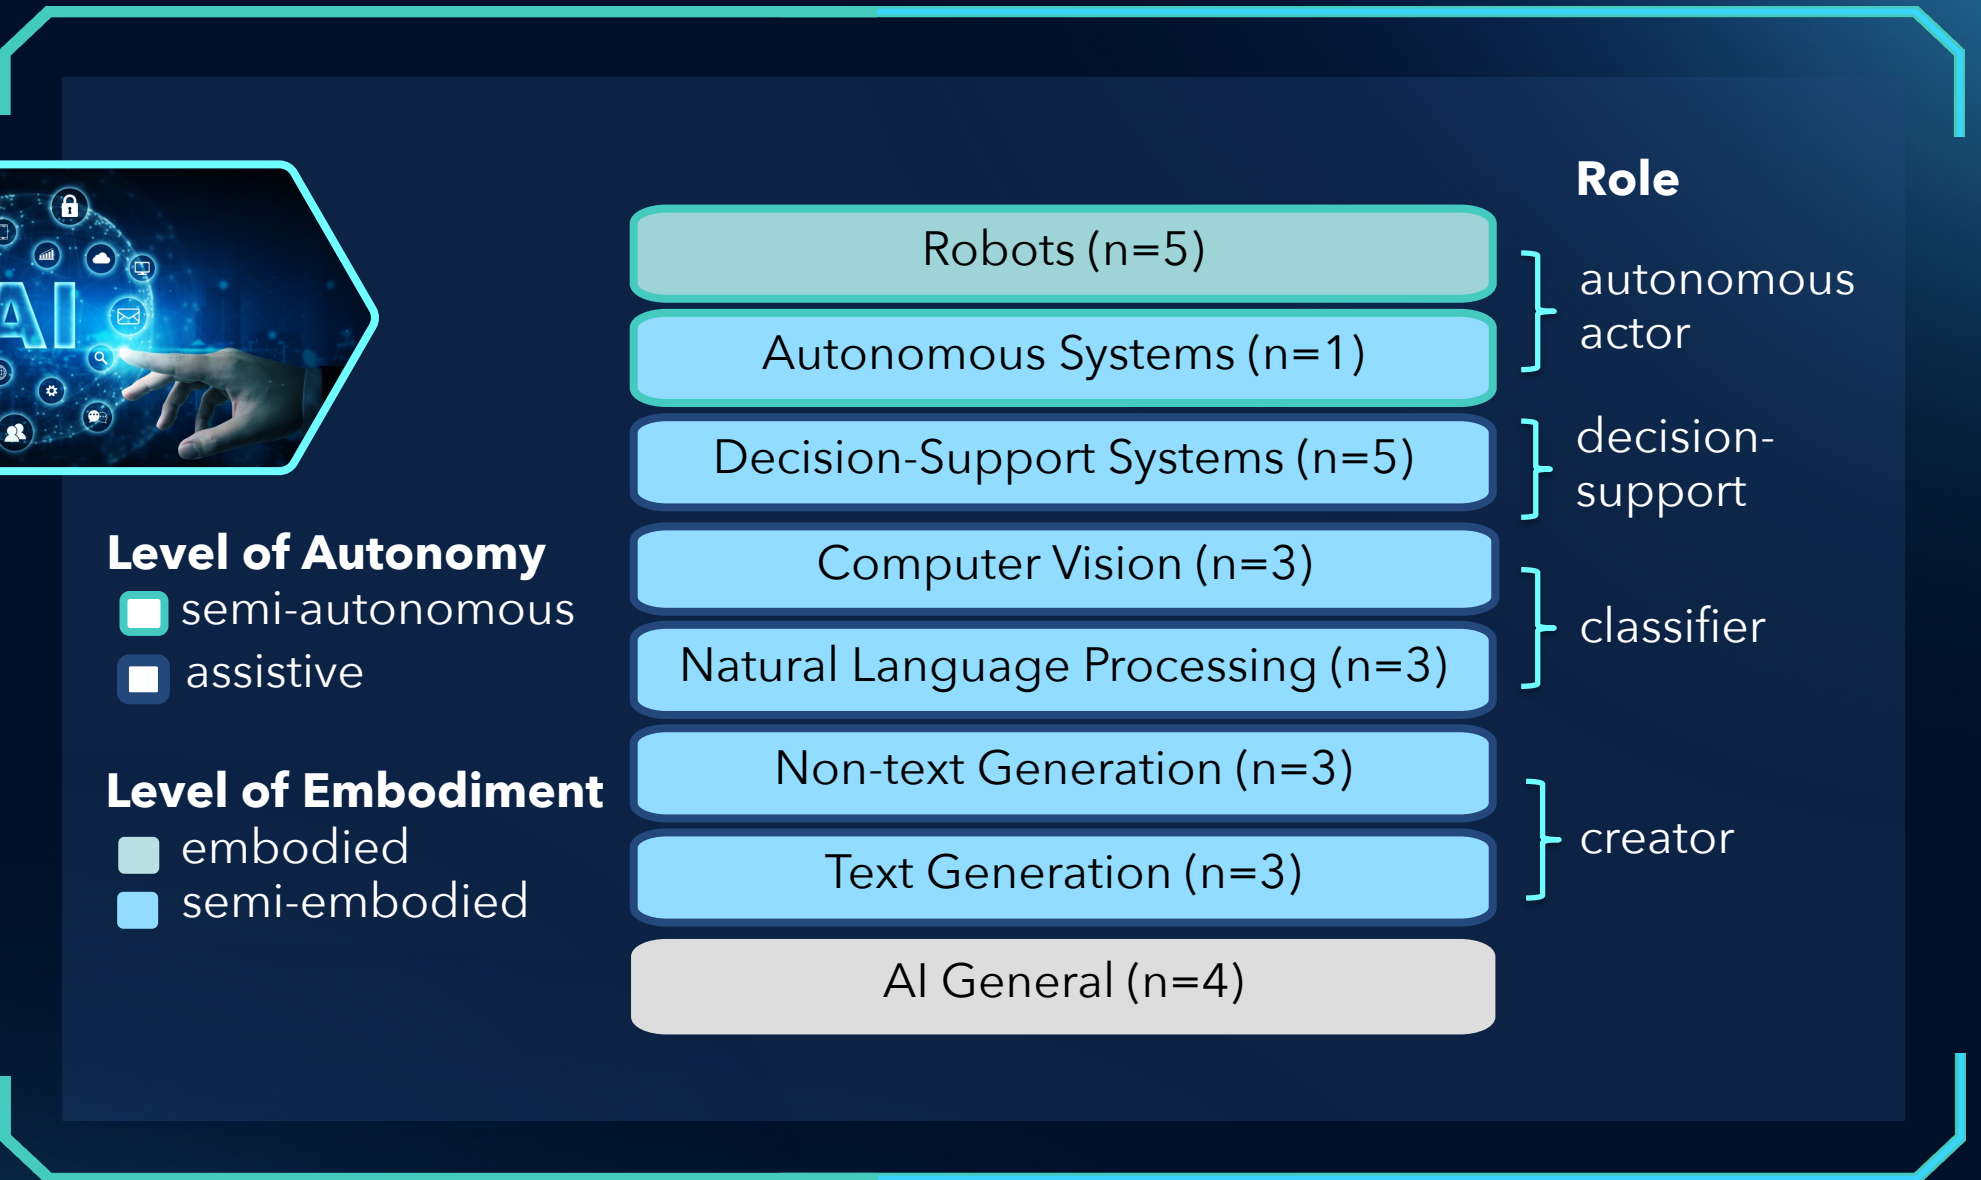 AI
Role
Robots (n=5)
Autonomous Systems (n=1)
autonomous
actor
Decision-Support Systems (n=5)
decision-
support
Level of Autonomy
semi-autonomous
assistive
Computer Vision (n=3)
Natural Language Processing (n=3)
classifier
Level of Embodiment
embodied
semi-embodied
Non-text Generation (n=3)
Text Generation (n=3)
creator
AI General (n=4)